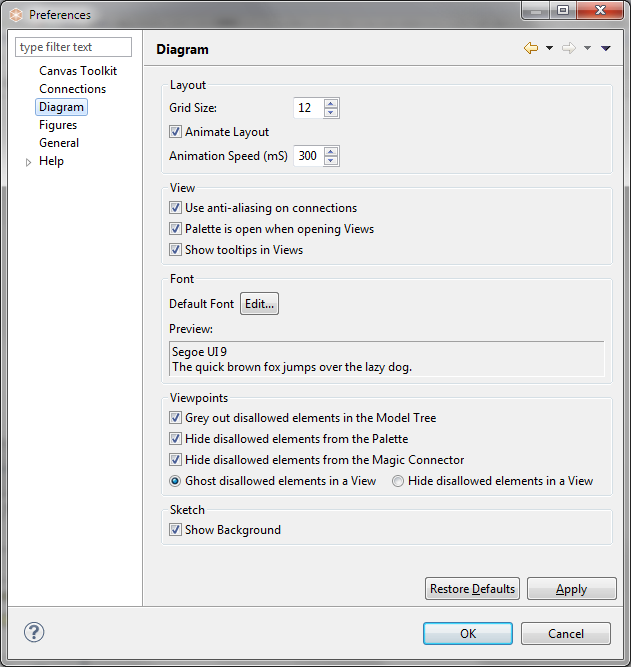 Preferences
type filter text
Canvas Toolkit
Connections
Diagram
Figures
General
Help
Diagram
Layout
Grid Size: 12
Animate Layout
Animation Speed (mS) 300
View
Use anti-aliasing on connections
Palette is open when opening Views
Show tooltips in Views
Font
Default Font Edit...
Preview:
Segoe UI 9
The quick brown fox jumps over the lazy dog.
Viewpoints
Grey out disallowed elements in the Model Tree
Hide disallowed elements from the Palette
Hide disallowed elements from the Magic Connector
Ghost disallowed elements in a View Hide disallowed elements in a View
Sketch
Show Background
Restore Defaults Apply
? OK Cancel